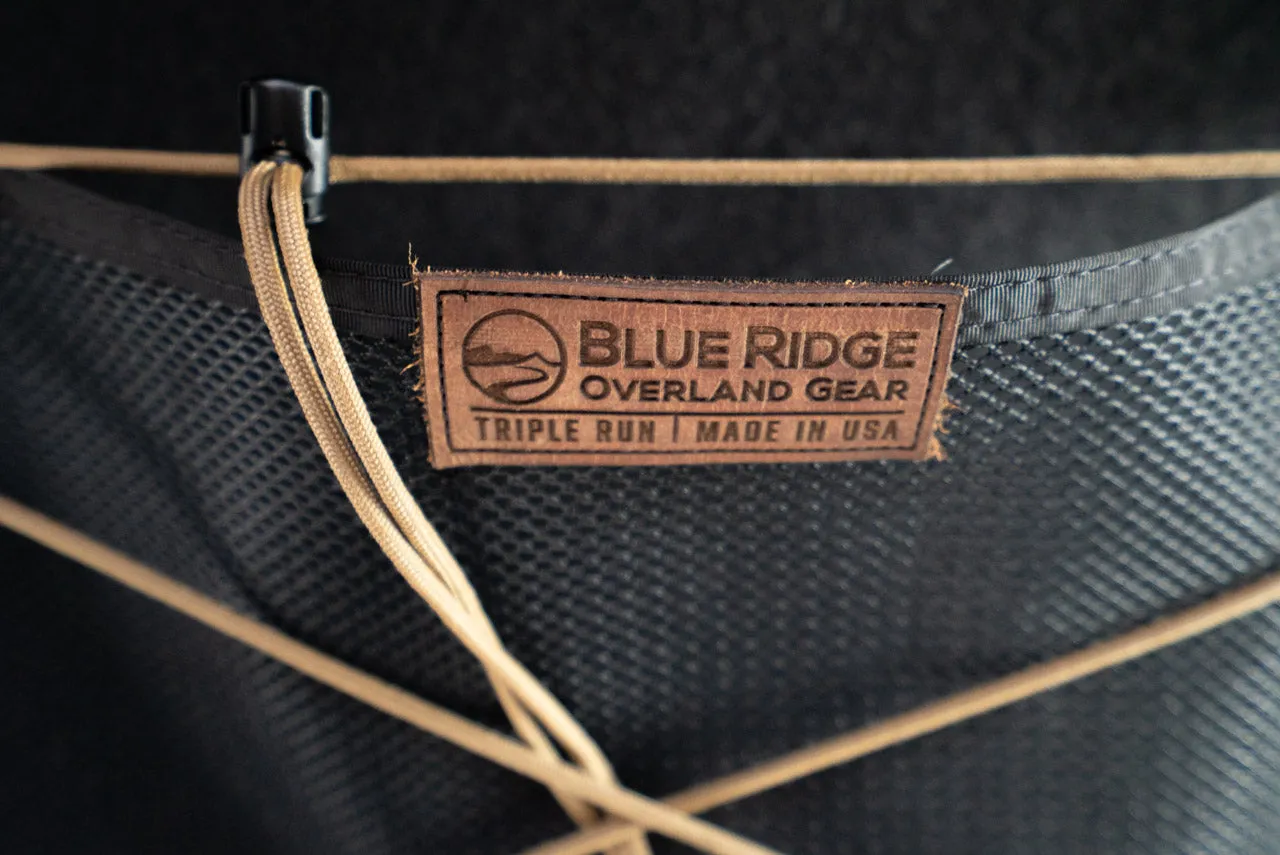 BLUE RIDGE
OVERLAND GEAR
TRIPLE RUN | MADE IN USA